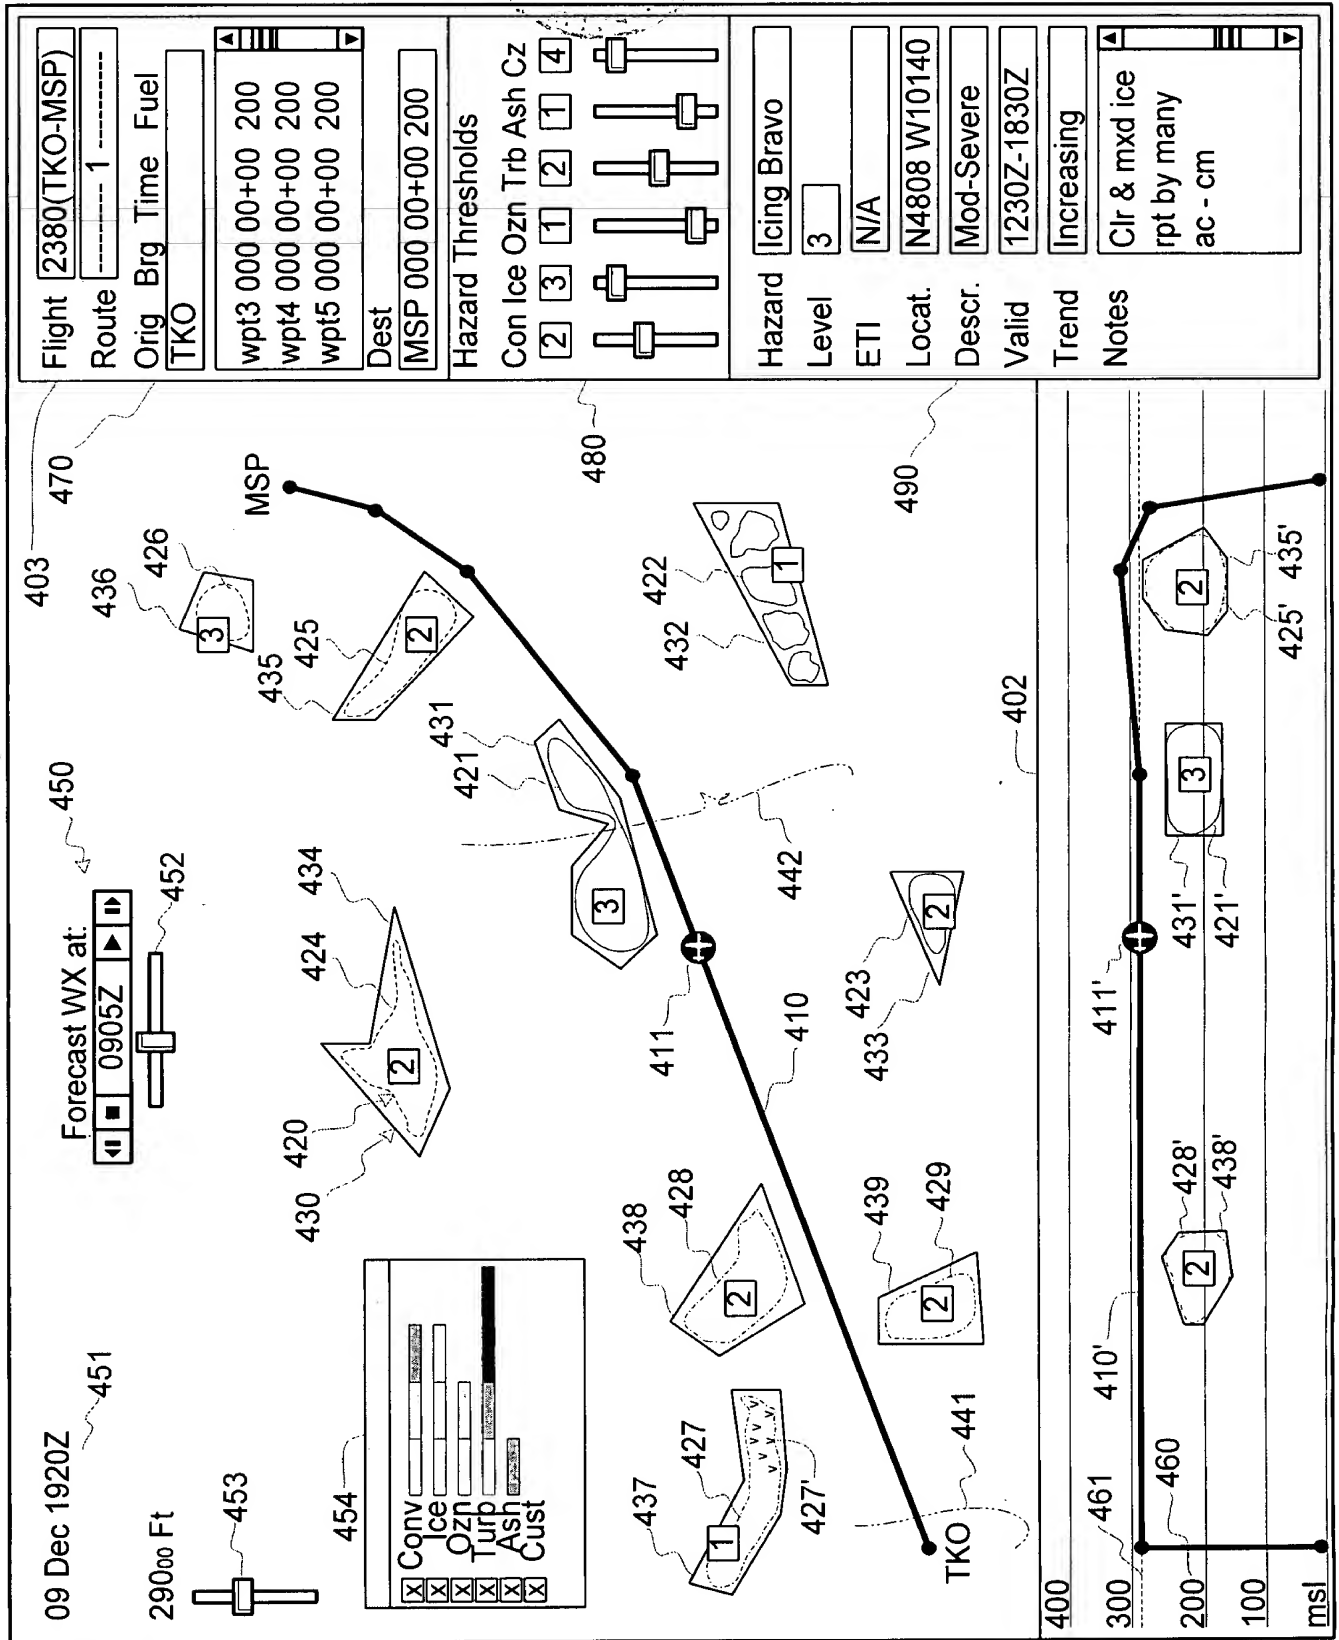 09 Dec 1920Z
451
290₀₀ Ft
453
Forecast WX at:
0905Z
450
452
454
X Conv
X Ice
X Ozn
X Turb
X Ash
X Cust
430
420
424
434
2
436
426
3
435
425
2
403
470
MSP
431
421
3
438
428
2
437
427
1
427'
411
410
442
432
422
1
480
439
429
2
423
433
2
TKO
441
402
490
461
460
410'
411'
400
300
200
100
msl
428'
438'
2
431'
421'
3
425'
435'
2
Flight 2380(TKO-MSP)
Route -------- 1 ---------
Orig Brg Time Fuel
TKO
wpt3 000 00+00 200
wpt4 000 00+00 200
wpt5 000 00+00 200
Dest
MSP 000 00+00 200
Hazard Thresholds
Con Ice Ozn Trb Ash Cz
2 3 1 2 1 4
Hazard Icing Bravo
Level 3
ETI N/A
Locat. N4808 W10140
Descr. Mod-Severe
Valid 1230Z-1830Z
Trend Increasing
Notes Clr & mxd ice
rpt by many
ac - cm